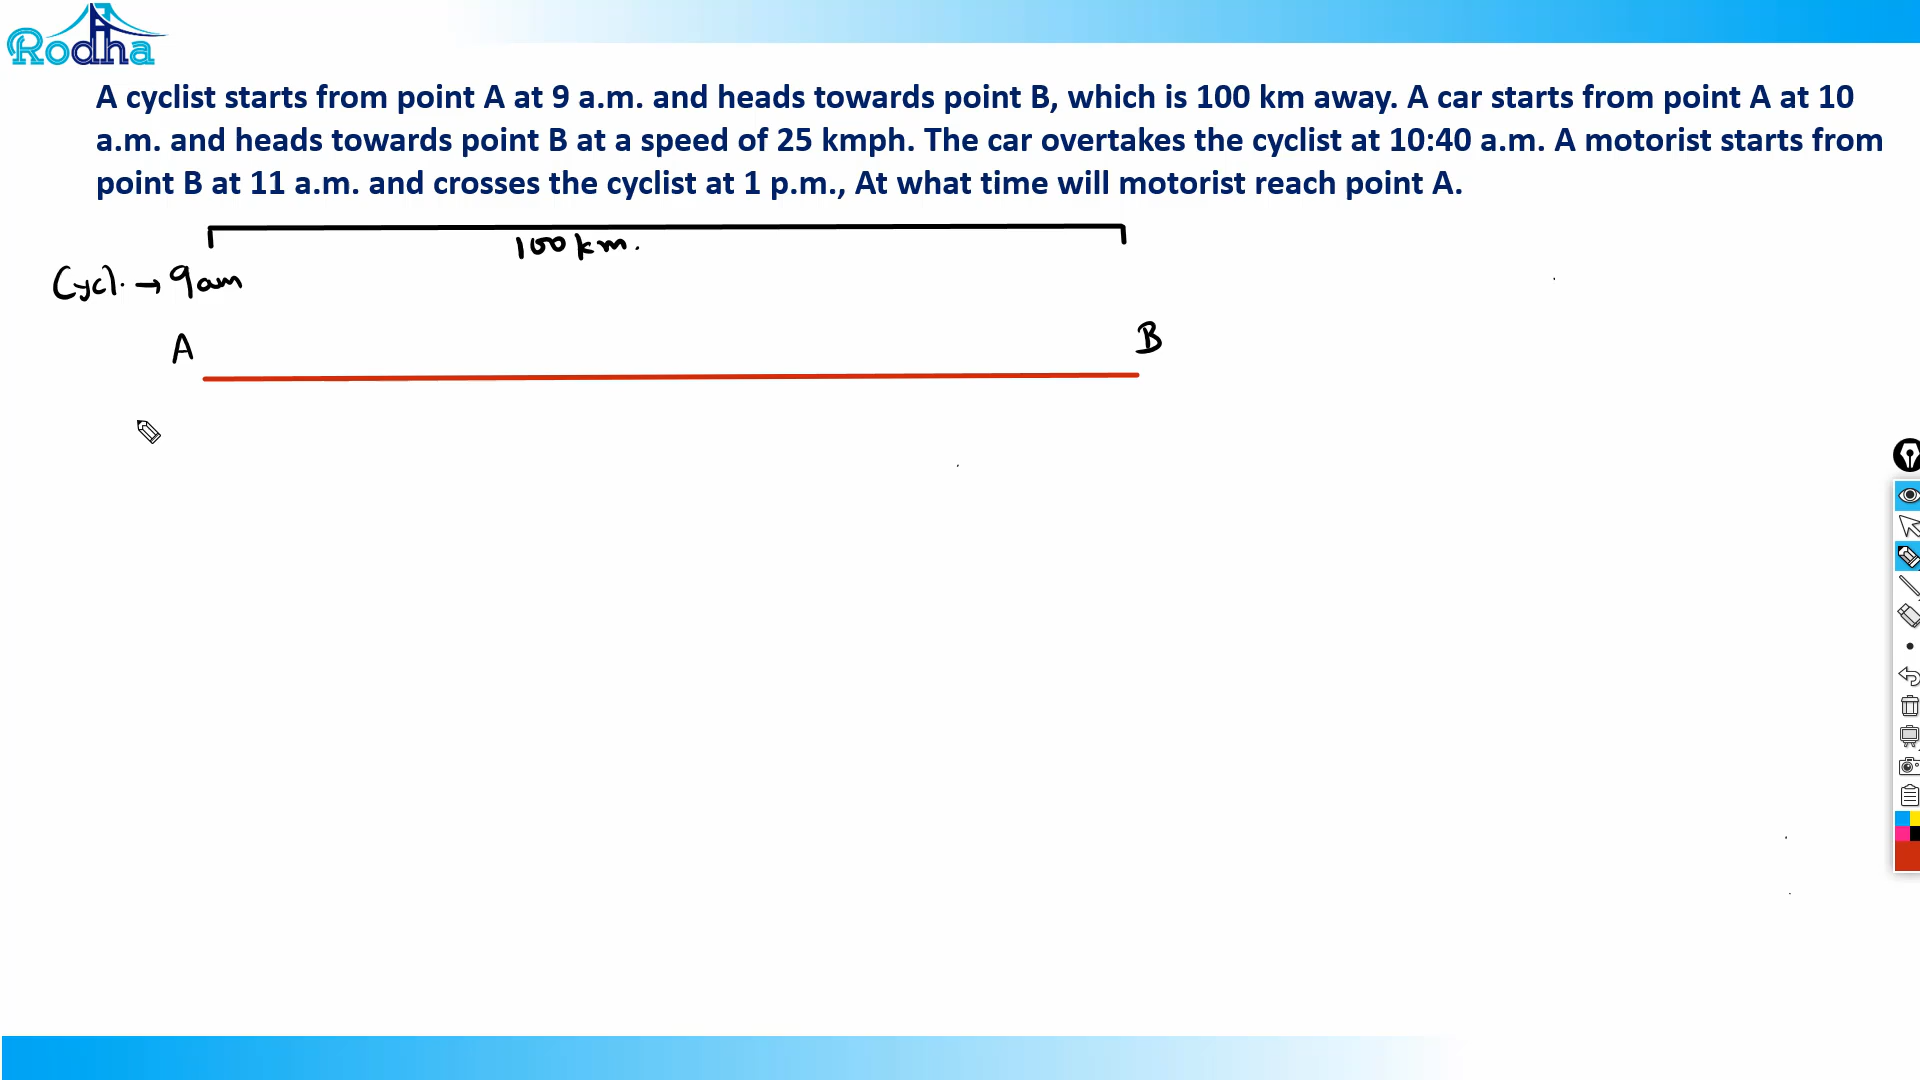 Rodha
A cyclist starts from point A at 9 a.m. and heads towards point B, which is 100 km away. A car starts from point A at 10
a.m. and heads towards point B at a speed of 25 kmph. The car overtakes the cyclist at 10:40 a.m. A motorist starts from
point B at 11 a.m. and crosses the cyclist at 1 p.m., At what time will motorist reach point A.
100 km.
Cycl. → 9am
A
B